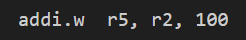 addi.w  r5, r2, 100